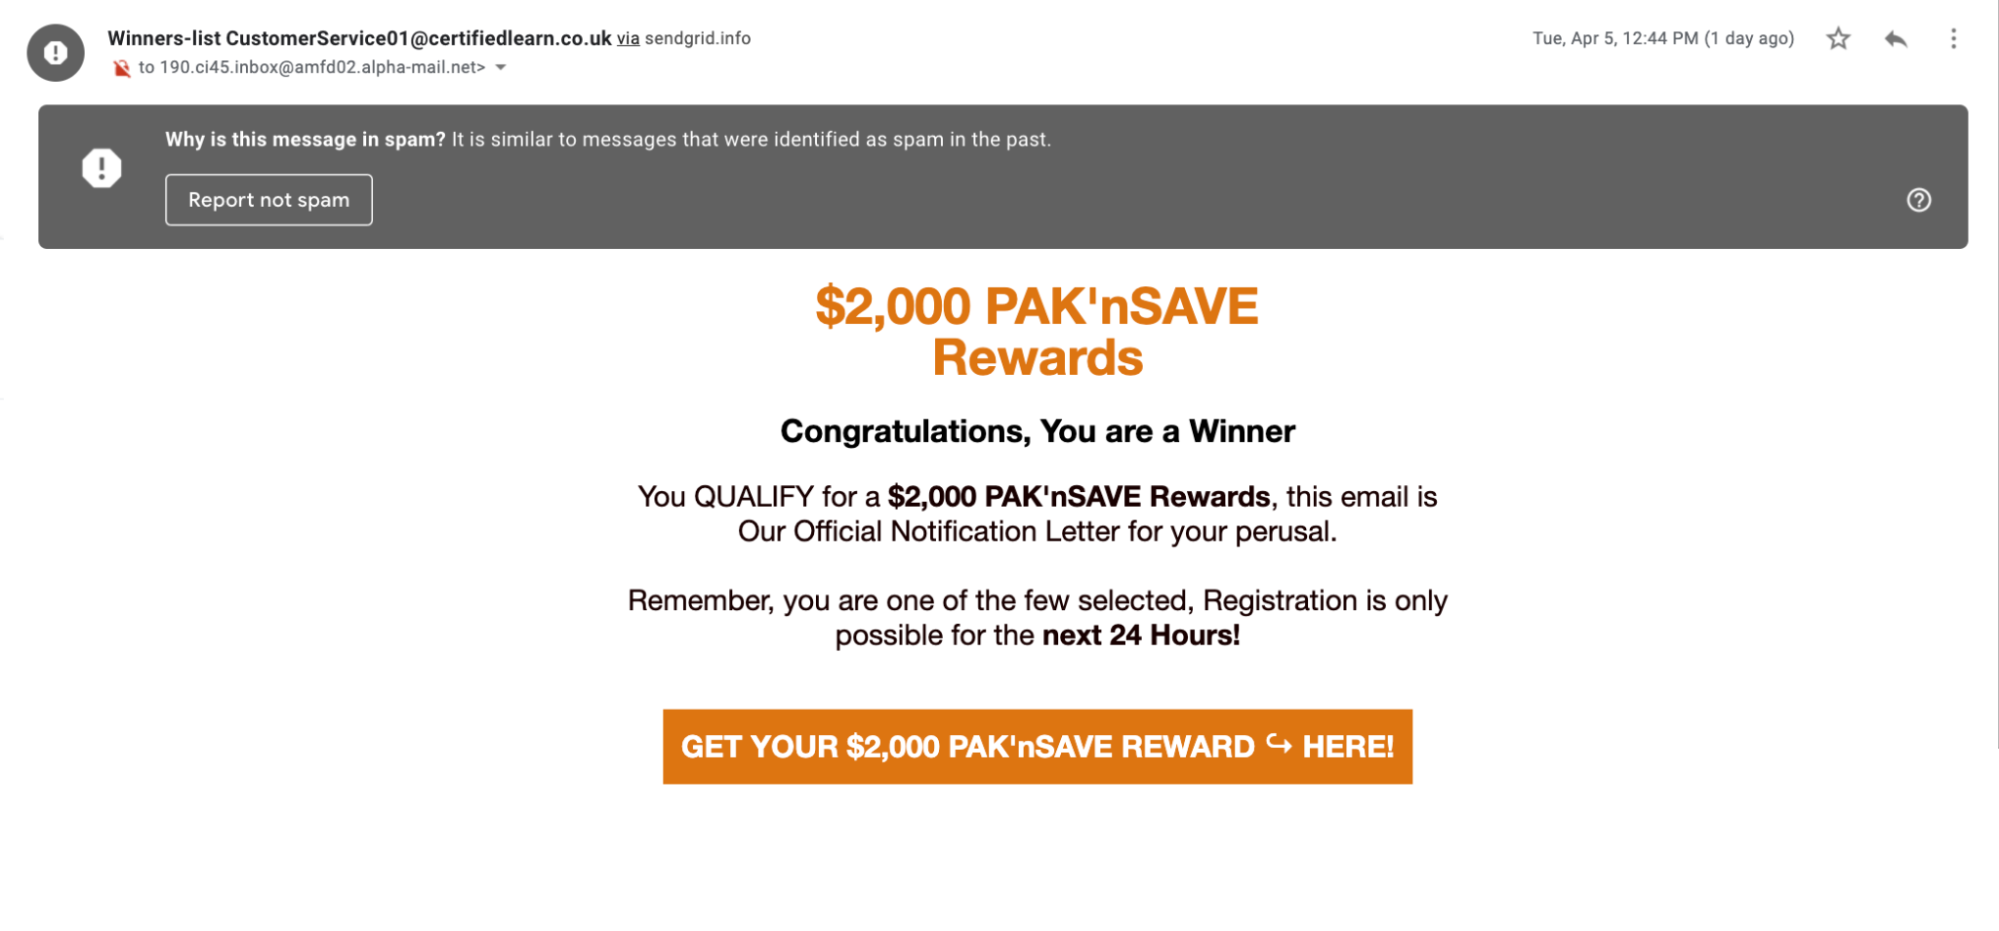 Winners-list CustomerService01@certifiedlearn.co.uk via sendgrid.info
Tue, Apr 5, 12:44 PM (1 day ago)
to 190.ci45.inbox@amfd02.alpha-mail.net>
Why is this message in spam? It is similar to messages that were identified as spam in the past.
Report not spam
$2,000 PAK'nSAVE
Rewards
Congratulations, You are a Winner
You QUALIFY for a $2,000 PAK'nSAVE Rewards, this email is
Our Official Notification Letter for your perusal.
Remember, you are one of the few selected, Registration is only
possible for the next 24 Hours!
GET YOUR $2,000 PAK'nSAVE REWARD ↪ HERE!